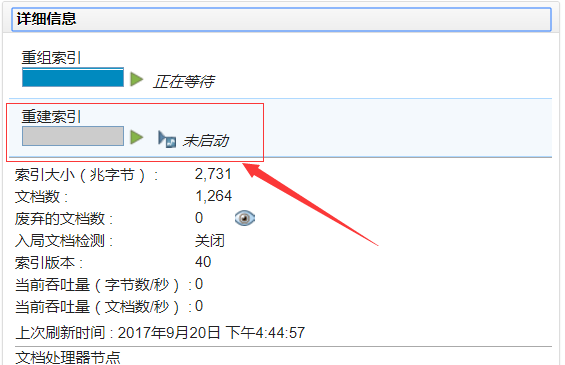 详细信息
重组索引
正在等待
重建索引
未启动
索引大小（兆字节）: 2,731
文档数 : 1,264
废弃的文档数 : 0
入局文档检测 : 关闭
索引版本 : 40
当前吞吐量（字节数/秒）: 0
当前吞吐量（文档数/秒）: 0
上次刷新时间 : 2017年9月20日 下午4:44:57
文档处理器节点